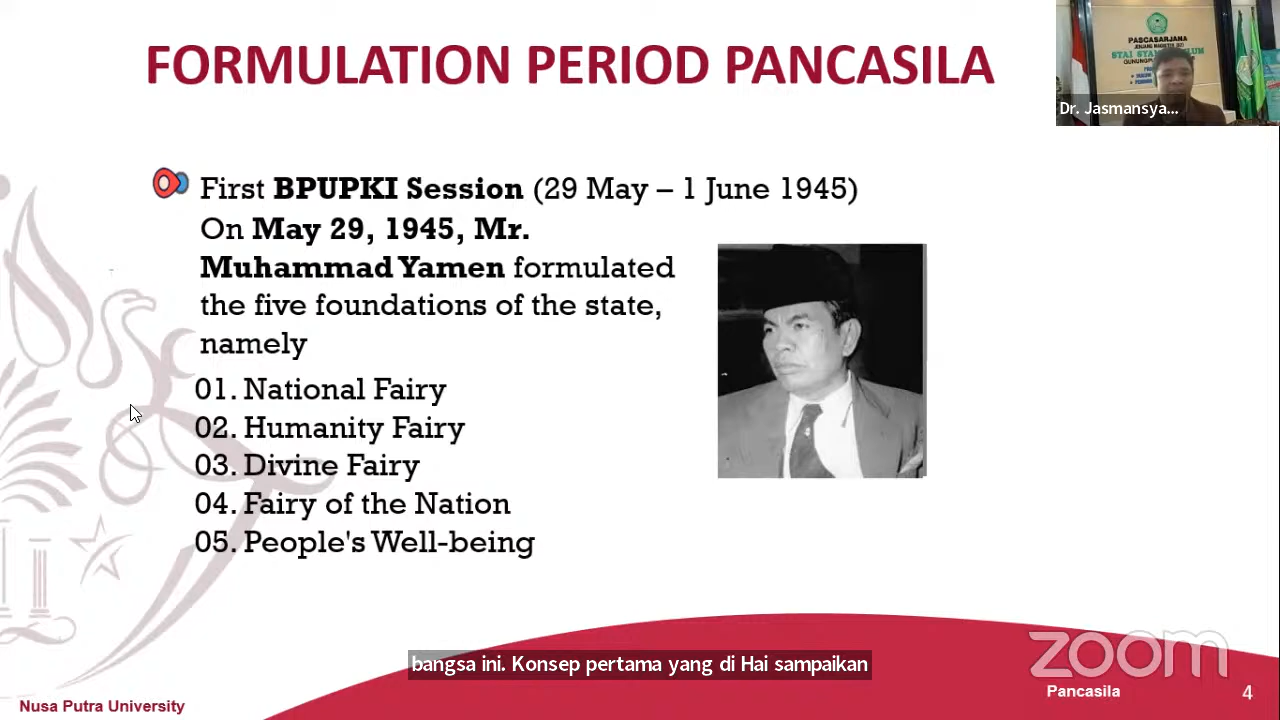 FORMULATION PERIOD PANCASILA
PASCASARJANA
Dr. Jasmansya...
First BPUPKI Session (29 May – 1 June 1945)
On May 29, 1945, Mr.
Muhammad Yamen formulated
the five foundations of the state,
namely
01. National Fairy
02. Humanity Fairy
03. Divine Fairy
04. Fairy of the Nation
05. People's Well-being
bangsa ini. Konsep pertama yang di Hai sampaikan
zoom
Nusa Putra University
Pancasila
4